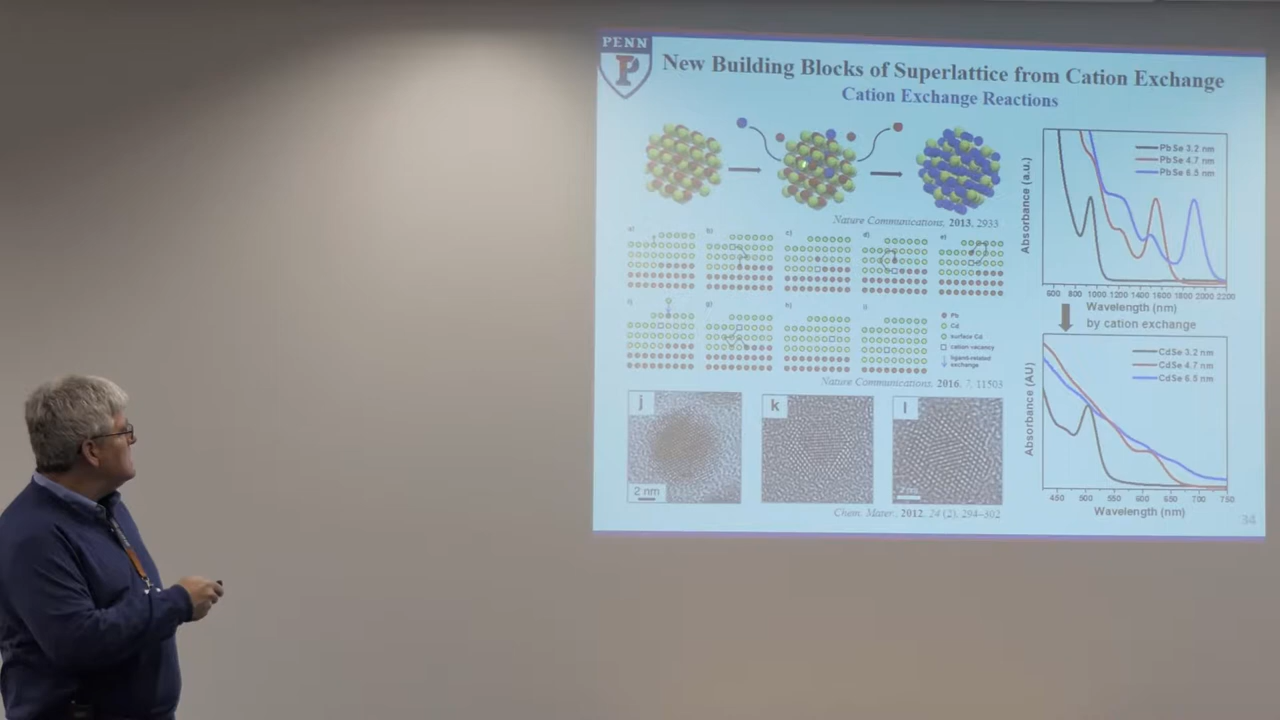 PENN
P
New Building Blocks of Superlattice from Cation Exchange
Cation Exchange Reactions
Nature Communications, 2013, 2933
a)
b)
c)
d)
e)
f)
g)
h)
i)
Pb
Cd
surface Cd
cation vacancy
ligand-related
exchange
Nature Communications, 2016, 7, 11503
j
2 nm
k
l
2 nm
Chem. Mater., 2012, 24 (2), 294–302
Absorbance (a.u.)
PbSe 3.2 nm
PbSe 4.7 nm
PbSe 6.5 nm
600 800 1000 1200 1400 1600 1800 2000 2200
Wavelength (nm)
by cation exchange
Absorbance (AU)
CdSe 3.2 nm
CdSe 4.7 nm
CdSe 6.5 nm
450 500 550 600 650 700 750
Wavelength (nm)
34